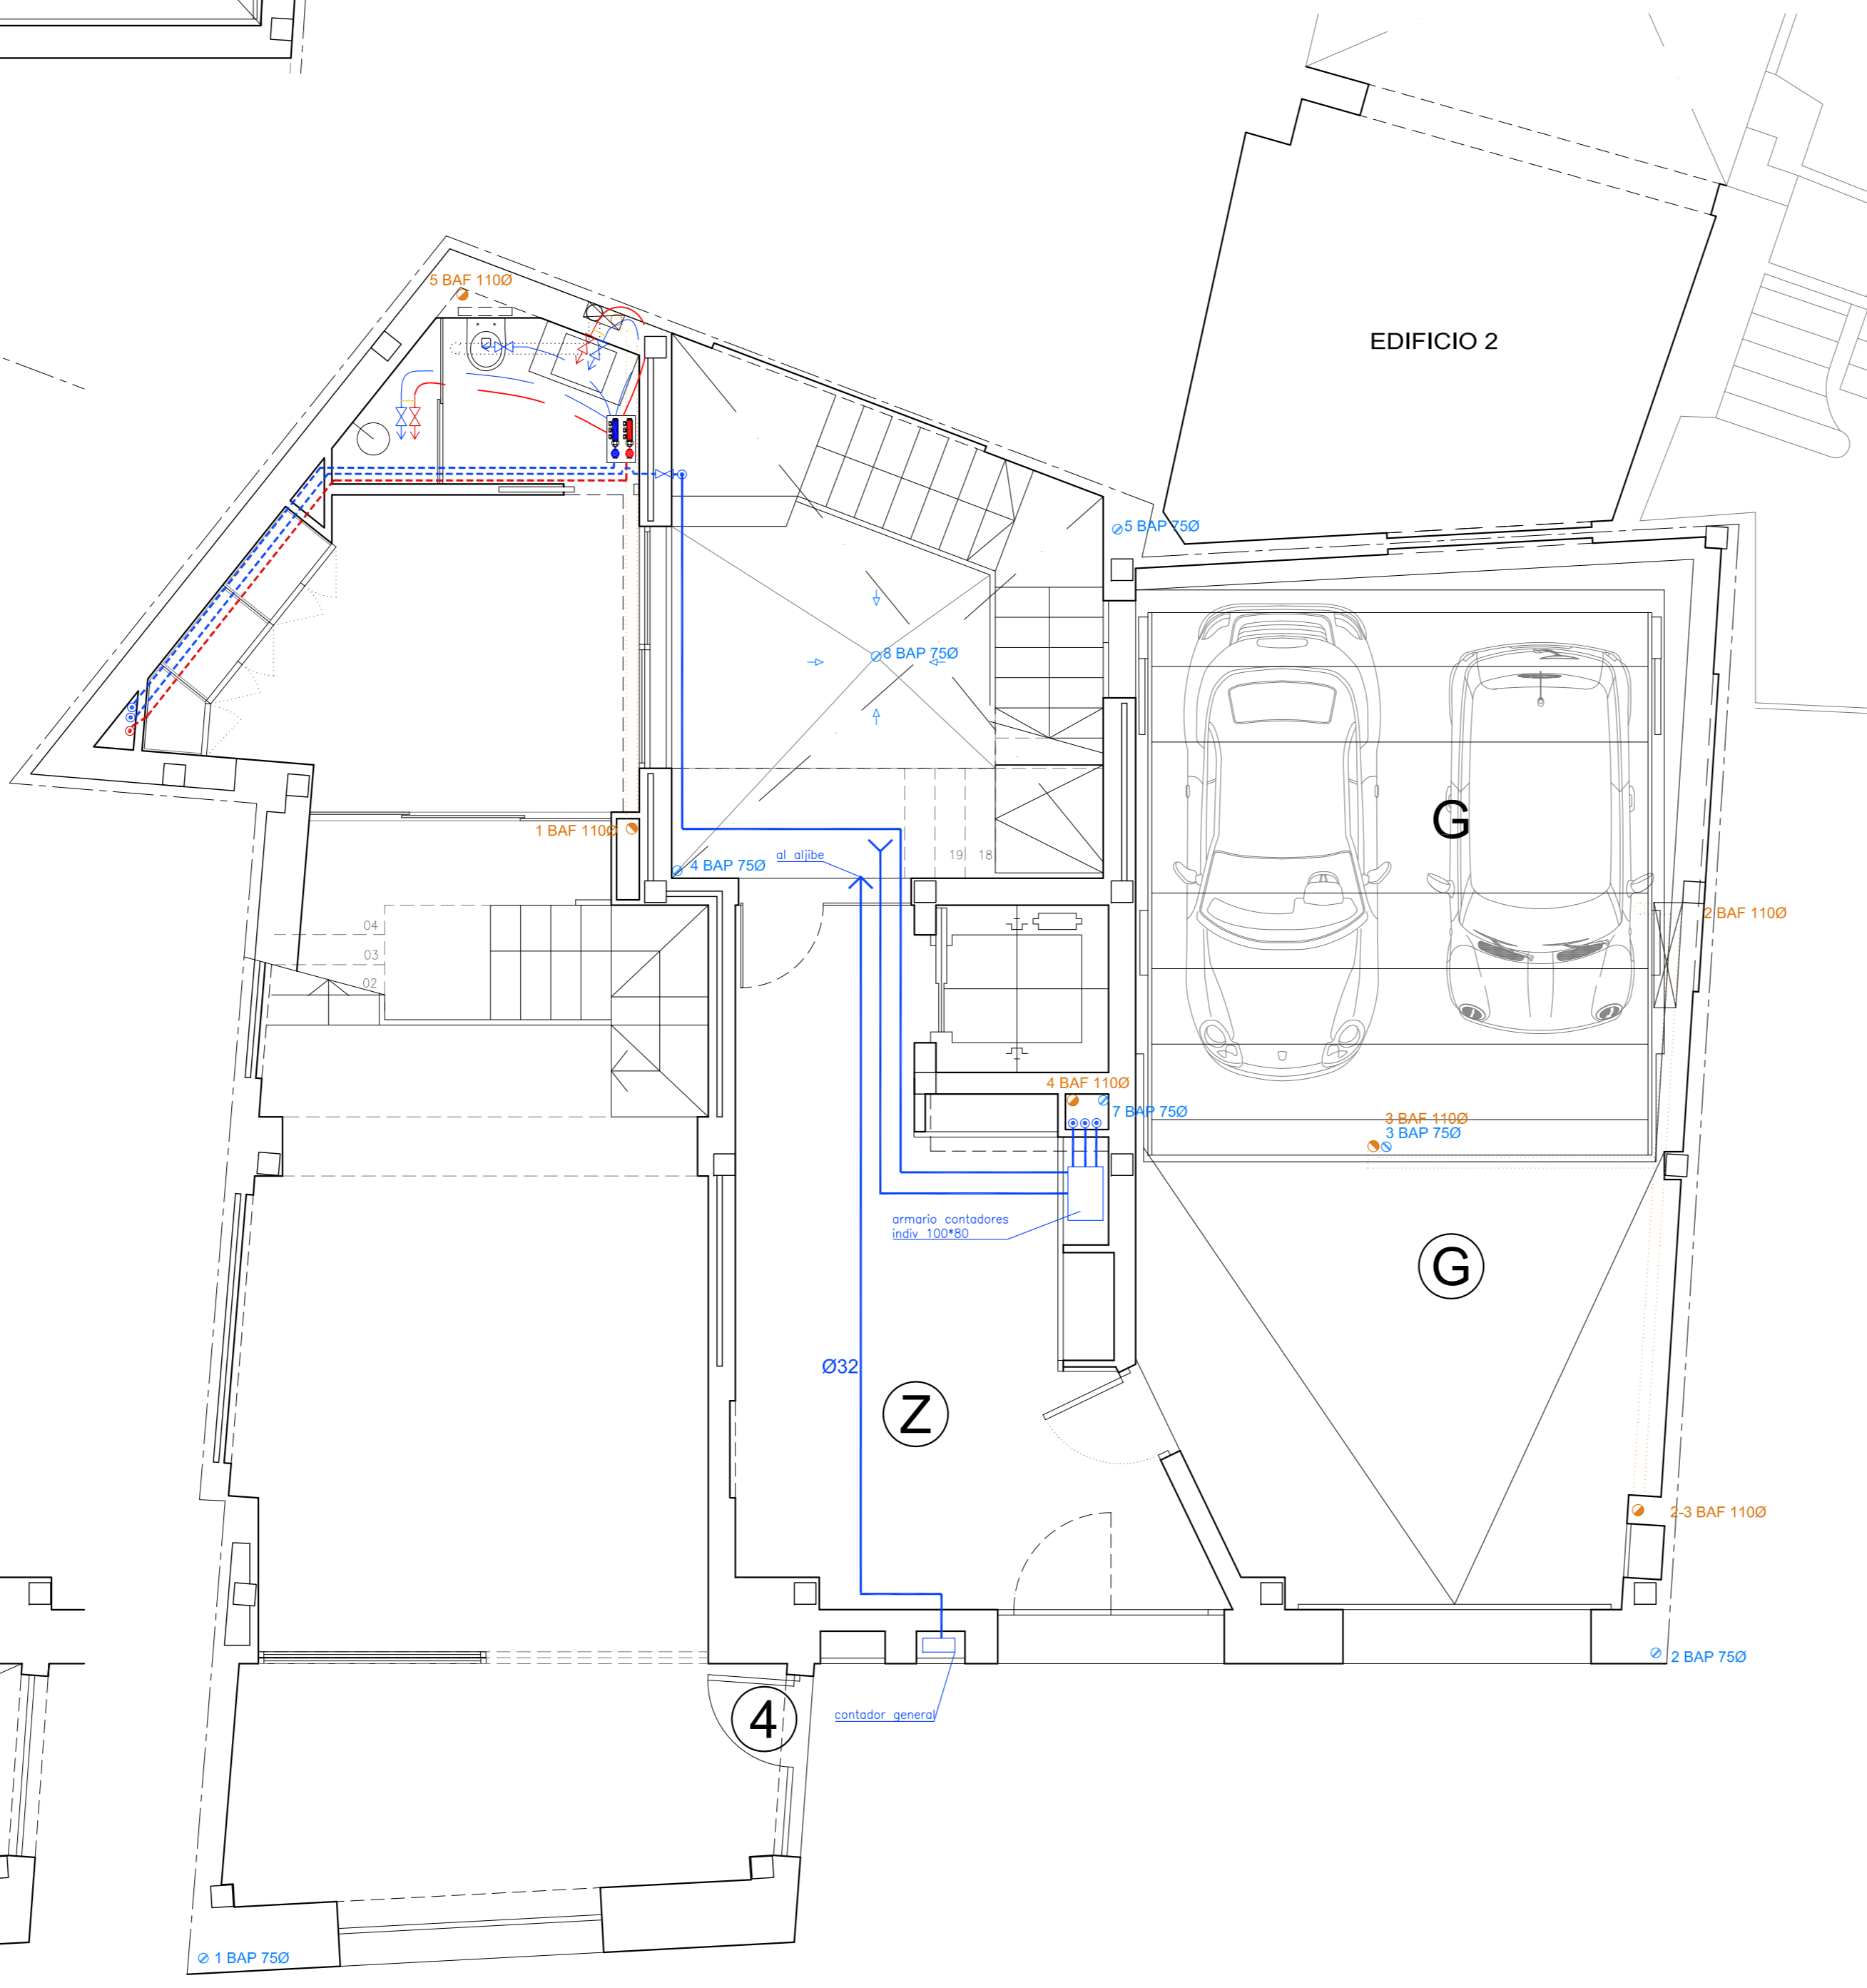 5 BAF 110Ø
EDIFICIO 2
5 BAP 75Ø
8 BAP 75Ø
G
1 BAF 110Ø
4 BAP 75Ø
al aljibe
19 18
04
03
02
2 BAF 110Ø
4 BAF 110Ø
7 BAP 75Ø
3 BAF 110Ø
3 BAP 75Ø
armario contadores
indiv 100*80
G
Ø32
Z
2-3 BAF 110Ø
2 BAP 75Ø
4
contador general
1 BAP 75Ø